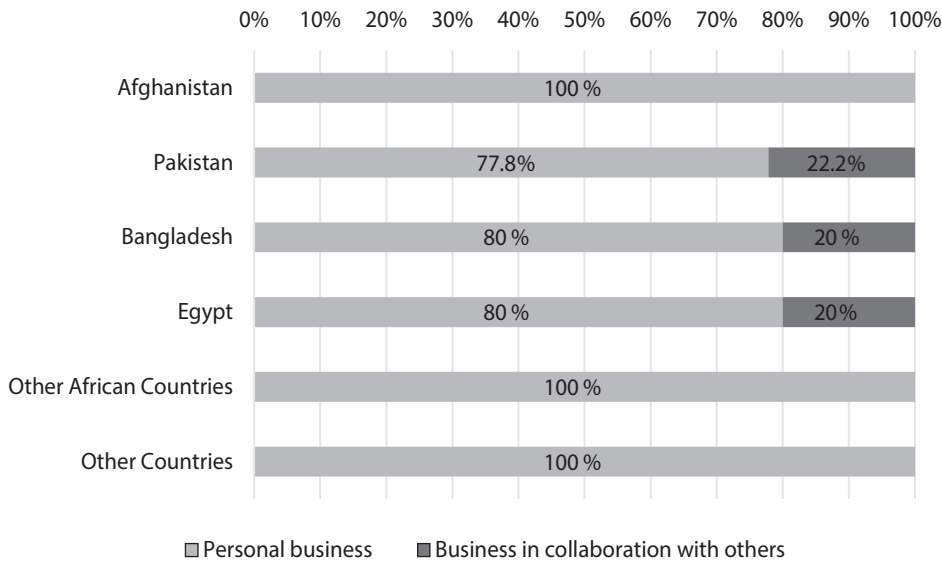 0% 10% 20% 30% 40% 50% 60% 70% 80% 90% 100%
Afghanistan 100 %
Pakistan 77.8% 22.2%
Bangladesh 80 % 20 %
Egypt 80 % 20%
Other African Countries 100 %
Other Countries 100 %
Personal business Business in collaboration with others